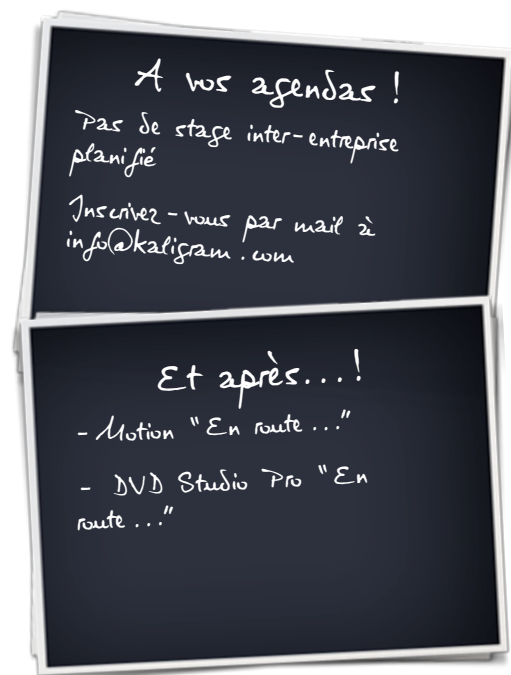 A vos agendas !
Pas de stage inter-entreprise
planifié
Inscrivez-vous par mail à
info@kaligram.com
Et après...!
- Motion "En route ..."
- DVD Studio Pro "En
route ..."